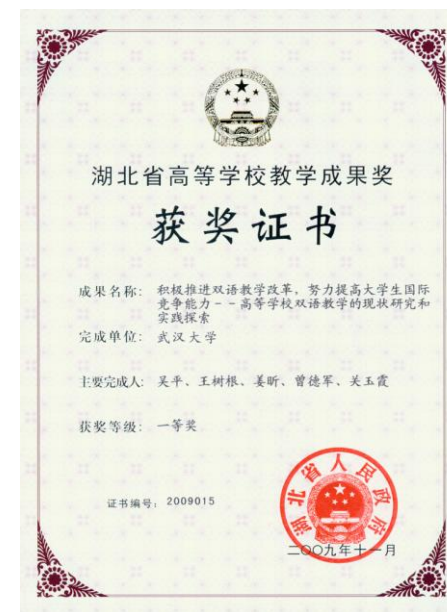 湖北省高等学校教学成果奖
获奖证书
成果名称: 积极推进双语教学改革，努力提高大学生国际
竞争能力--高等学校双语教学的现状研究和
实践探索
完成单位: 武汉大学
主要完成人: 吴平、王树根、姜昕、曾德军、关玉霞
获奖等级: 一等奖
证书编号: 2009015
湖北省人民政府
二〇〇九年十一月